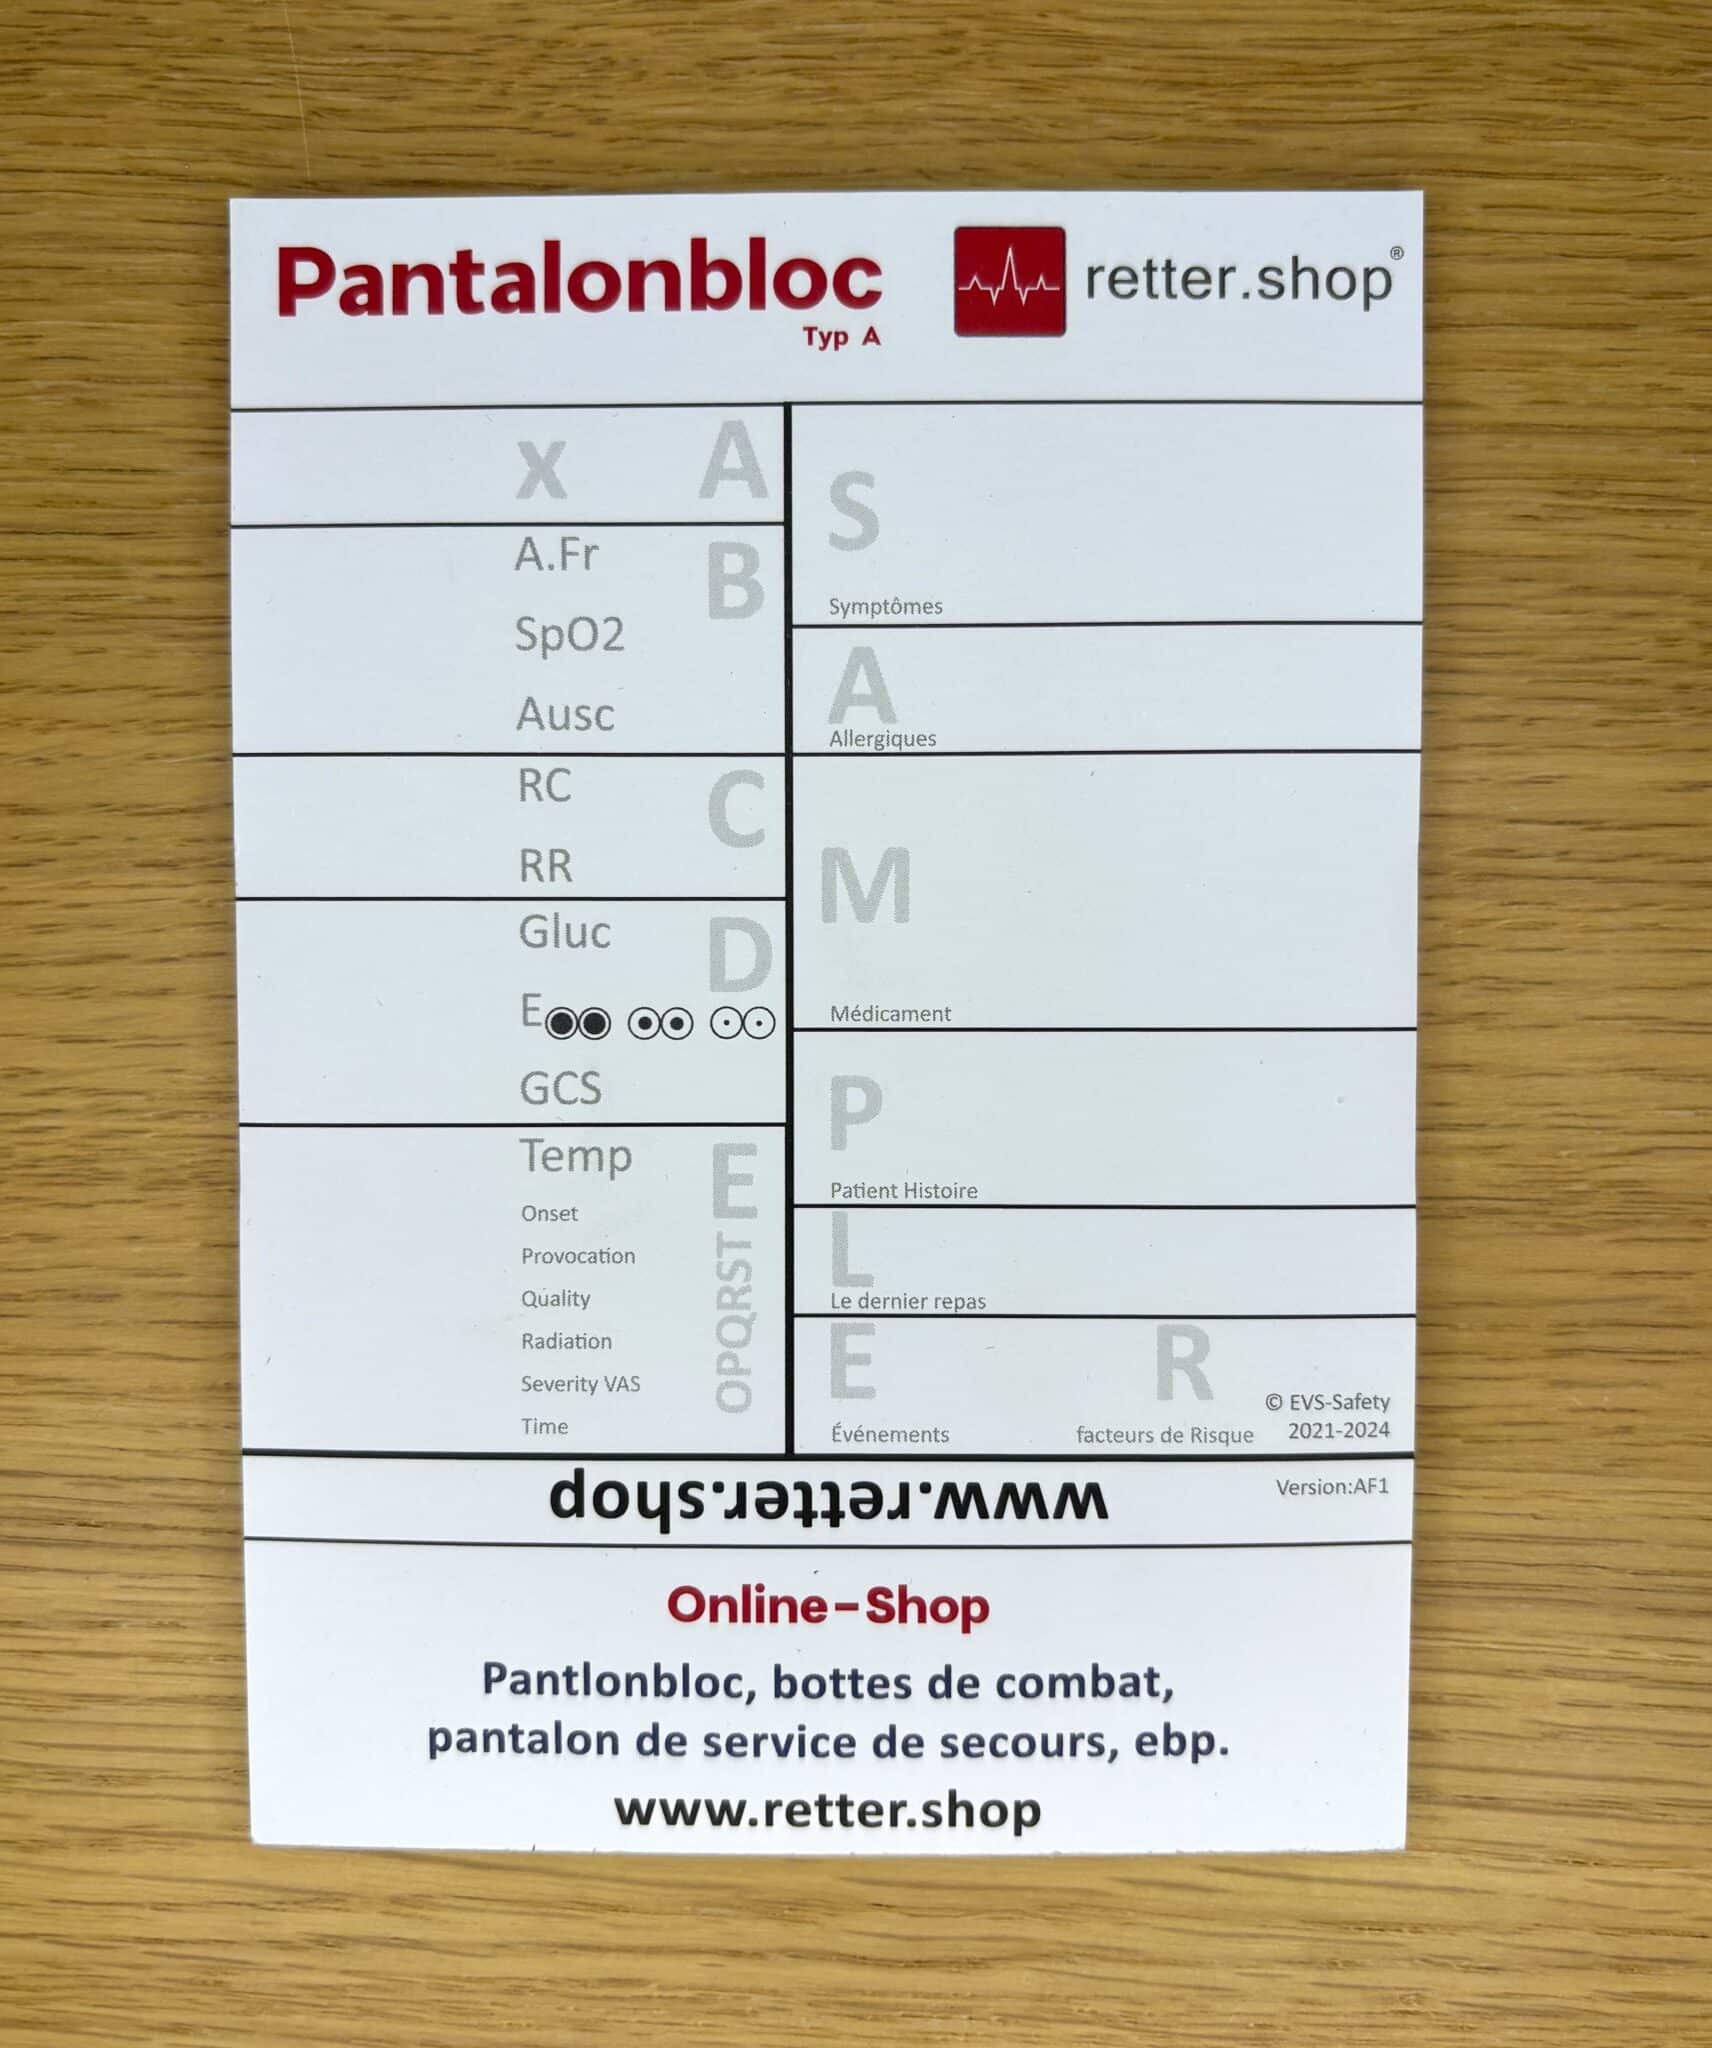 Pantalonbloc
Typ A
retter.shop®
x A
A.Fr B
SpO2
Ausc
RC C
RR
Gluc D
E
GCS
Temp E
Onset
Provocation
Quality
Radiation
Severity VAS
Time
OPQRST
S
Symptômes
A
Allergiques
M
Médicament
P
Patient Histoire
L
Le dernier repas
E R
Événements facteurs de Risque
© EVS-Safety
2021-2024
www.retter.shop
Version:AF1
Online-Shop
Pantlonbloc, bottes de combat,
pantalon de service de secours, ebp.
www.retter.shop